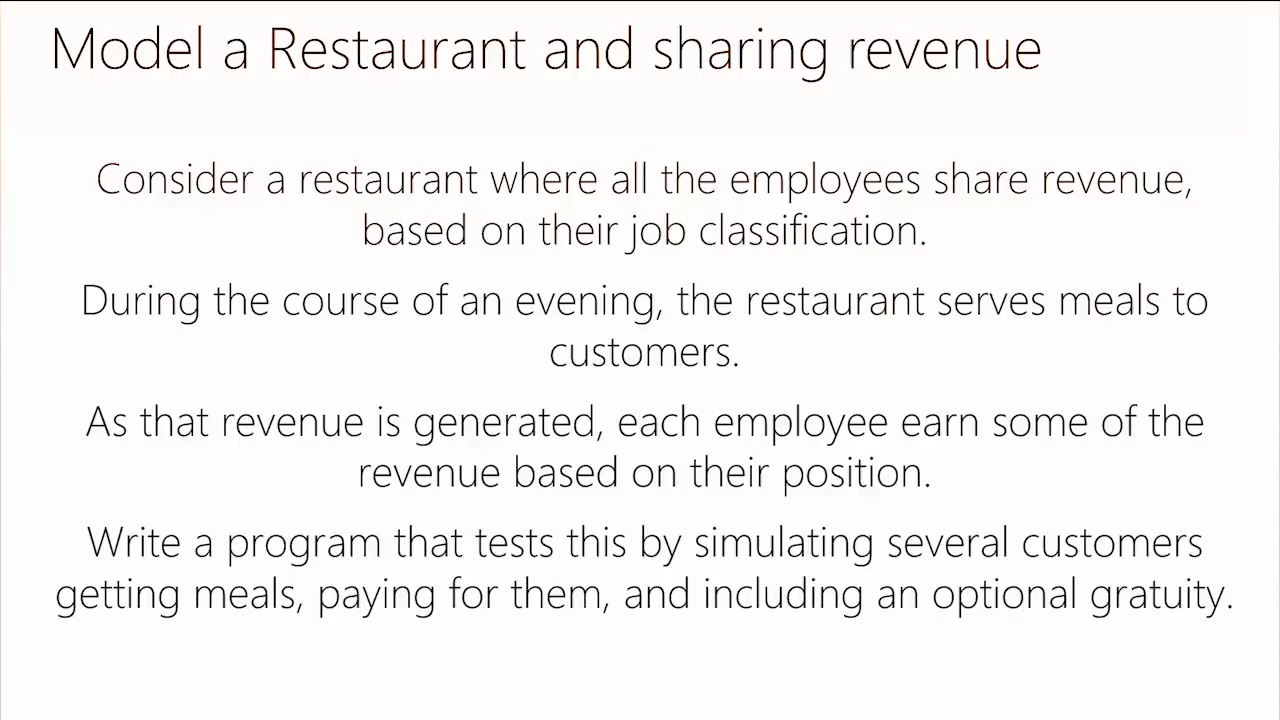 Model a Restaurant and sharing revenue
Consider a restaurant where all the employees share revenue,
based on their job classification.
During the course of an evening, the restaurant serves meals to
customers.
As that revenue is generated, each employee earn some of the
revenue based on their position.
Write a program that tests this by simulating several customers
getting meals, paying for them, and including an optional gratuity.